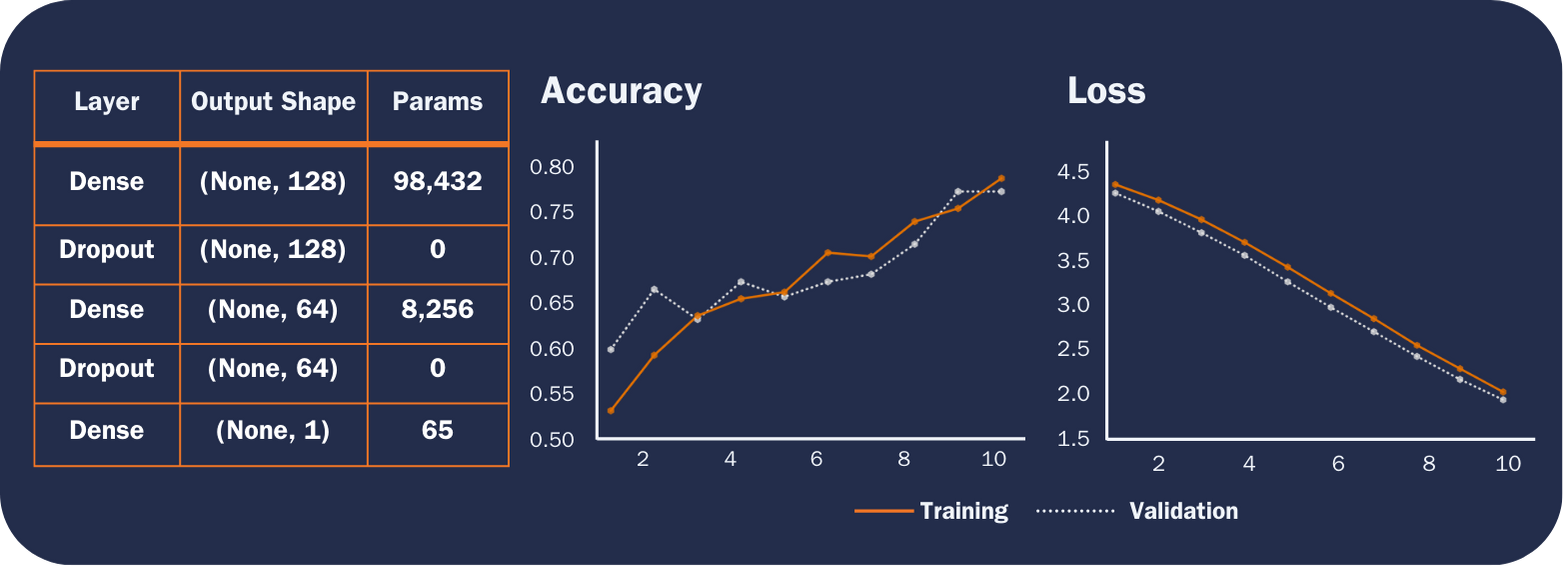 Layer Output Shape Params
Dense (None, 128) 98,432
Dropout (None, 128) 0
Dense (None, 64) 8,256
Dropout (None, 64) 0
Dense (None, 1) 65
Accuracy
0.80
0.75
0.70
0.65
0.60
0.55
0.50
2 4 6 8 10
Loss
4.5
4.0
3.5
3.0
2.5
2.0
1.5
2 4 6 8 10
Training Validation